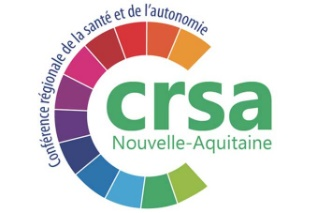 Conférence régionale de la santé et de l'autonomie
crsa
Nouvelle-Aquitaine